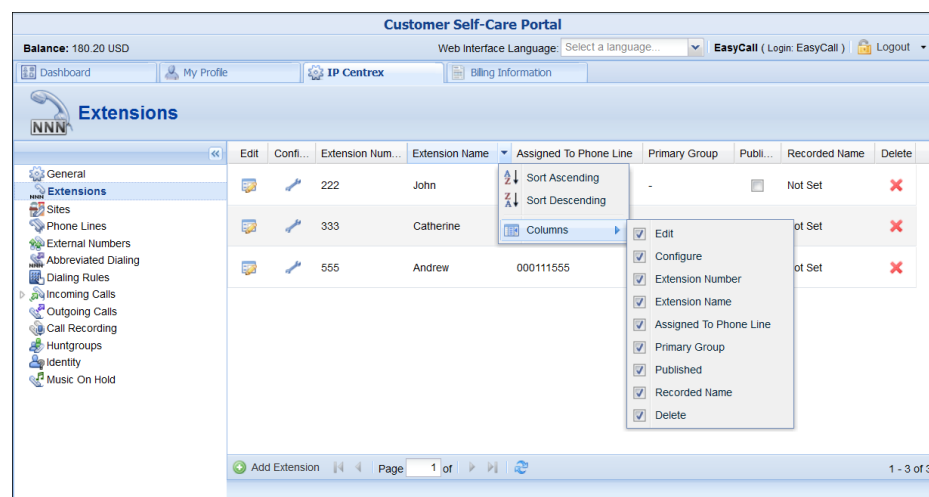 Customer Self-Care Portal
Balance: 180.20 USD Web Interface Language: Select a language... EasyCall ( Login: EasyCall ) Logout
Dashboard My Profile IP Centrex Biling Information
NNN Extensions
Edit Confi... Extension Num... Extension Name Assigned To Phone Line Primary Group Publi... Recorded Name Delete
General
Extensions
Sites
Phone Lines
External Numbers
Abbreviated Dialing
Dialing Rules
Incoming Calls
Outgoing Calls
Call Recording
Huntgroups
Identity
Music On Hold
222 John - Not Set
333 Catherine ot Set
555 Andrew 000111555 ot Set
Sort Ascending
Sort Descending
Columns
Edit
Configure
Extension Number
Extension Name
Assigned To Phone Line
Primary Group
Published
Recorded Name
Delete
Add Extension Page 1 of 1 - 3 of 3